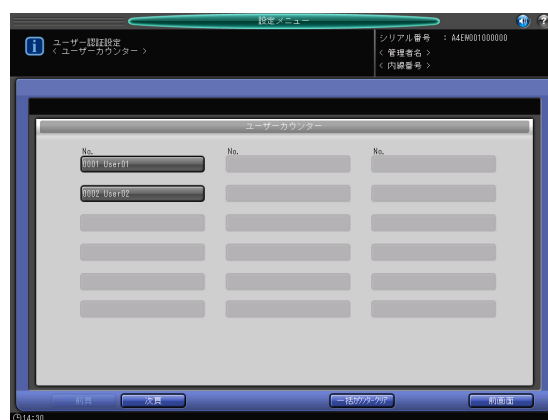 設定メニュー
ユーザー認証設定
< ユーザーカウンター >
シリアル番号 : A4EW001000000
< 管理者名 >
< 内線番号 >
ユーザーカウンター
No. No. No.
0001 User01
0002 User02
前頁 次頁 一括カウンタークリア 前画面
14:30